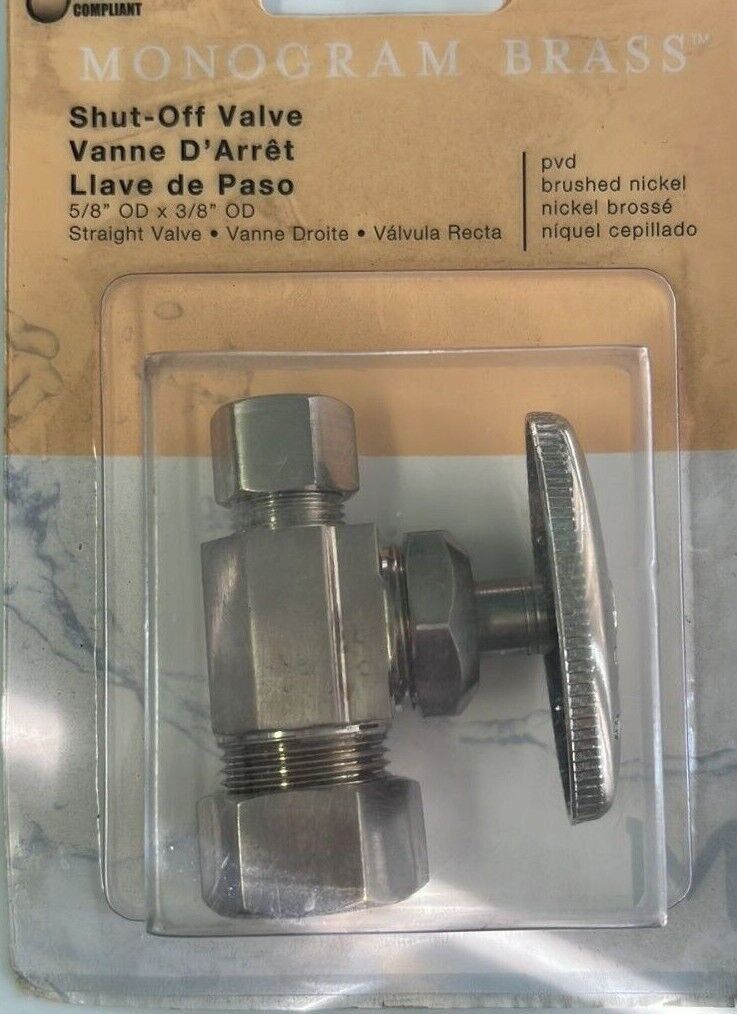 COMPLIANT
MONOGRAM BRASS™
Shut-Off Valve
Vanne D'Arrêt
Llave de Paso
5/8" OD x 3/8" OD
Straight Valve • Vanne Droite • Válvula Recta
pvd
brushed nickel
nickel brossé
níquel cepillado